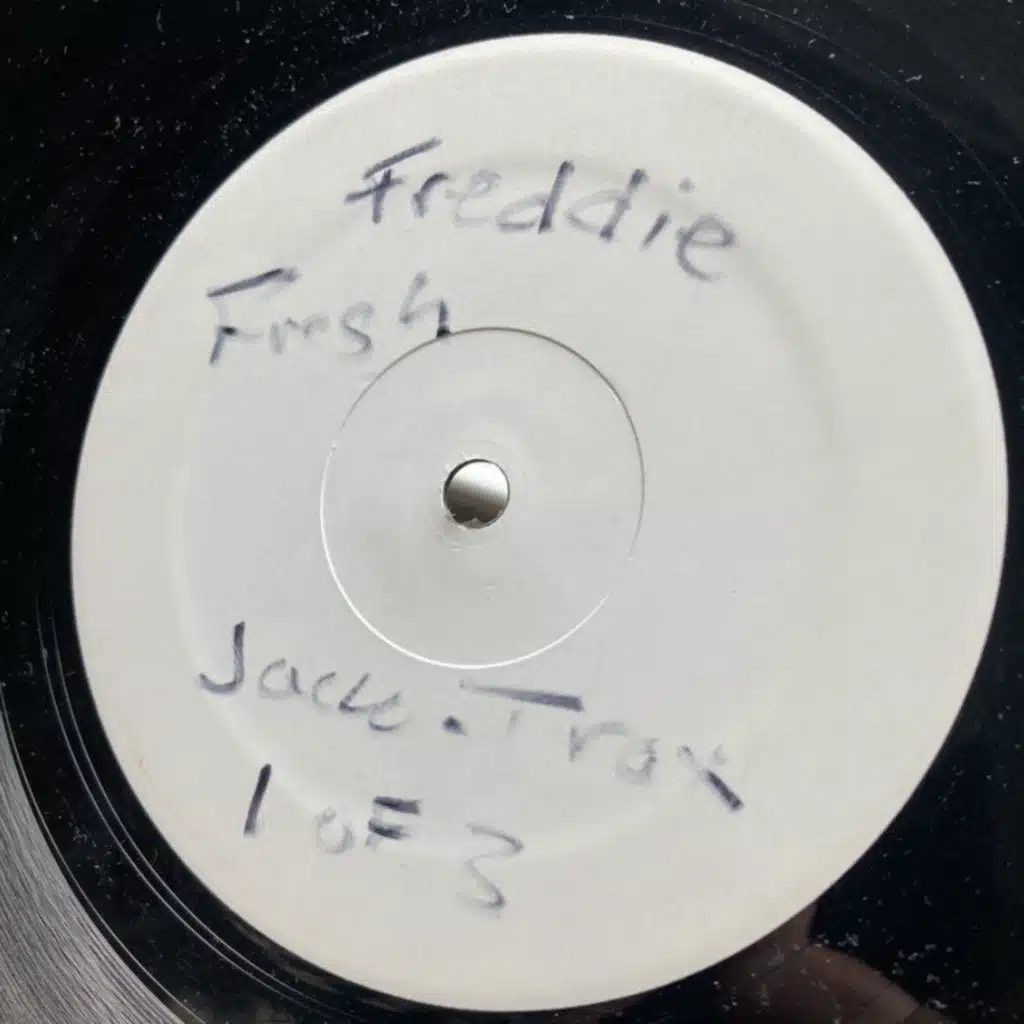 Freddie
Fresh
Jack.Trax
1 of 3